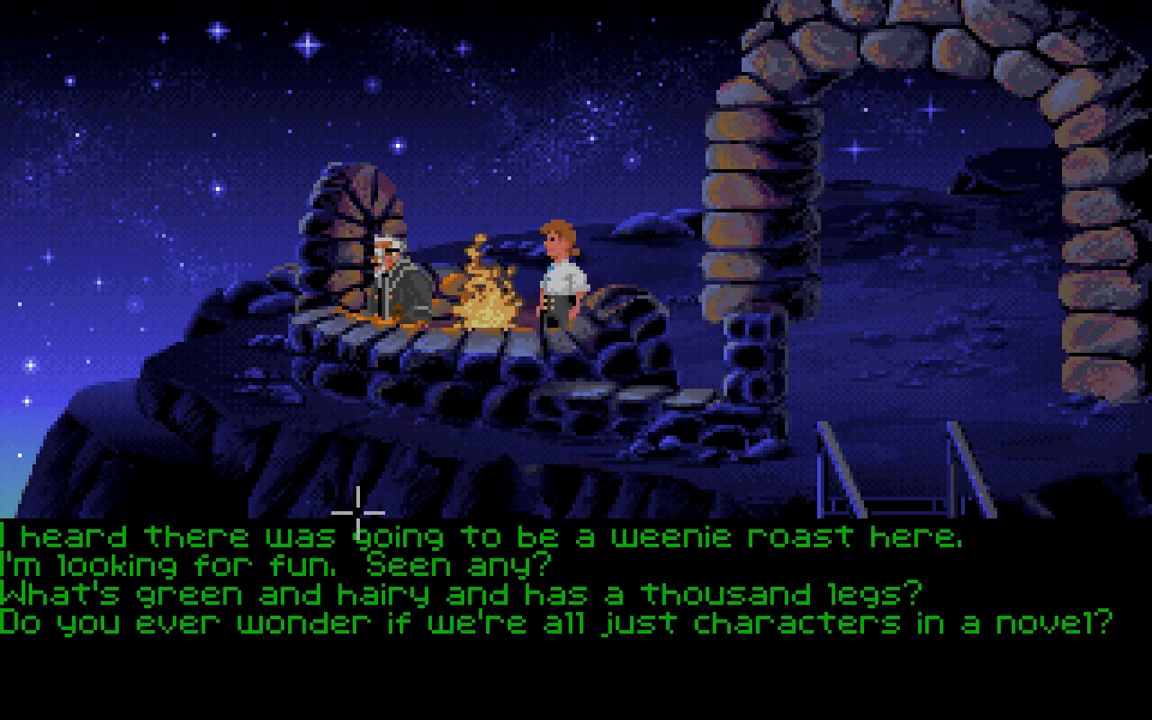 I heard there was going to be a weenie roast here.
I'm looking for fun.  Seen any?
What's green and hairy and has a thousand legs?
Do you ever wonder if we're all just characters in a novel?